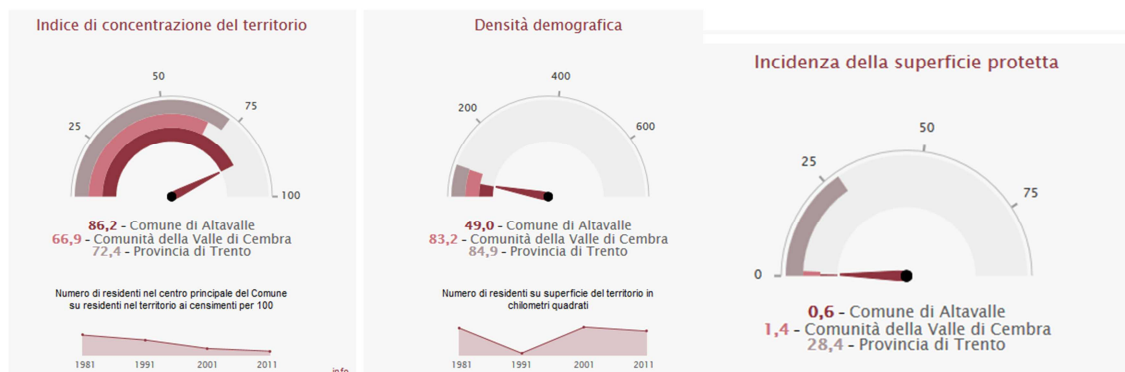 Indice di concentrazione del territorio
50
25
75
100
86,2 - Comune di Altavalle
66,9 - Comunità della Valle di Cembra
72,4 - Provincia di Trento
Numero di residenti nel centro principale del Comune
su residenti nel territorio ai censimenti per 100
1981 1991 2001 2011
info
Densità demografica
400
200
600
49,0 - Comune di Altavalle
83,2 - Comunità della Valle di Cembra
84,9 - Provincia di Trento
Numero di residenti su superficie del territorio in
chilometri quadrati
1981 1991 2001 2011
Incidenza della superficie protetta
50
25
75
0
0,6 - Comune di Altavalle
1,4 - Comunità della Valle di Cembra
28,4 - Provincia di Trento